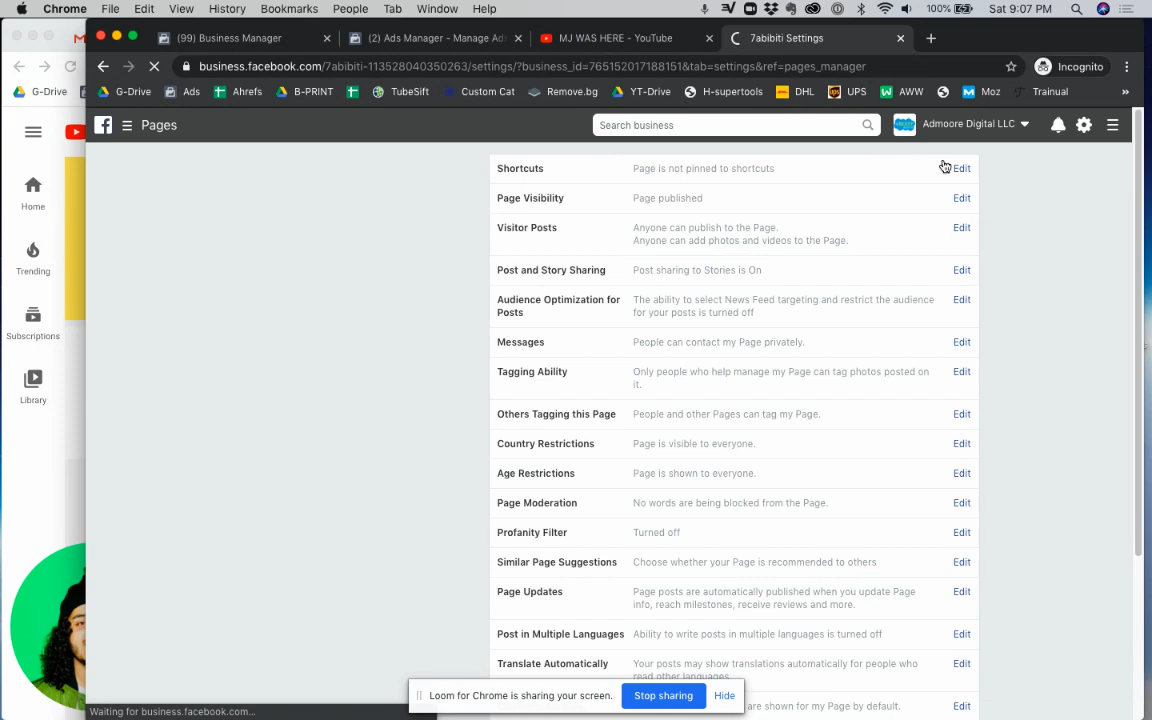 Chrome File Edit View History Bookmarks People Tab Window Help 100% Sat 9:07 PM
(99) Business Manager (2) Ads Manager - Manage Ads MJ WAS HERE - YouTube 7abibiti Settings
business.facebook.com/7abibiti-113528040350263/settings/?business_id=765152017188151&tab=settings&ref=pages_manager Incognito
G-Drive G-Drive Ads Ahrefs B-PRINT TubeSift Custom Cat Remove.bg YT-Drive H-supertools DHL UPS AWW Moz Trainual »
Pages Search business Admoore Digital LLC
Shortcuts Page is not pinned to shortcuts Edit
Page Visibility Page published Edit
Visitor Posts Anyone can publish to the Page. Edit
Anyone can add photos and videos to the Page.
Post and Story Sharing Post sharing to Stories is On Edit
Audience Optimization for The ability to select News Feed targeting and restrict the audience Edit
Posts for your posts is turned off
Messages People can contact my Page privately. Edit
Tagging Ability Only people who help manage my Page can tag photos posted on Edit
it.
Others Tagging this Page People and other Pages can tag my Page. Edit
Country Restrictions Page is visible to everyone. Edit
Age Restrictions Page is shown to everyone. Edit
Page Moderation No words are being blocked from the Page. Edit
Profanity Filter Turned off Edit
Similar Page Suggestions Choose whether your Page is recommended to others Edit
Page Updates Page posts are automatically published when you update Page Edit
info, reach milestones, receive reviews and more.
Post in Multiple Languages Ability to write posts in multiple languages is turned off Edit
Translate Automatically Your posts may show translations automatically for people who Edit
read other languages.
are shown for my Page by default. Edit
Home
Trending
Subscriptions
Library
Loom for Chrome is sharing your screen. Stop sharing Hide
Waiting for business.facebook.com...